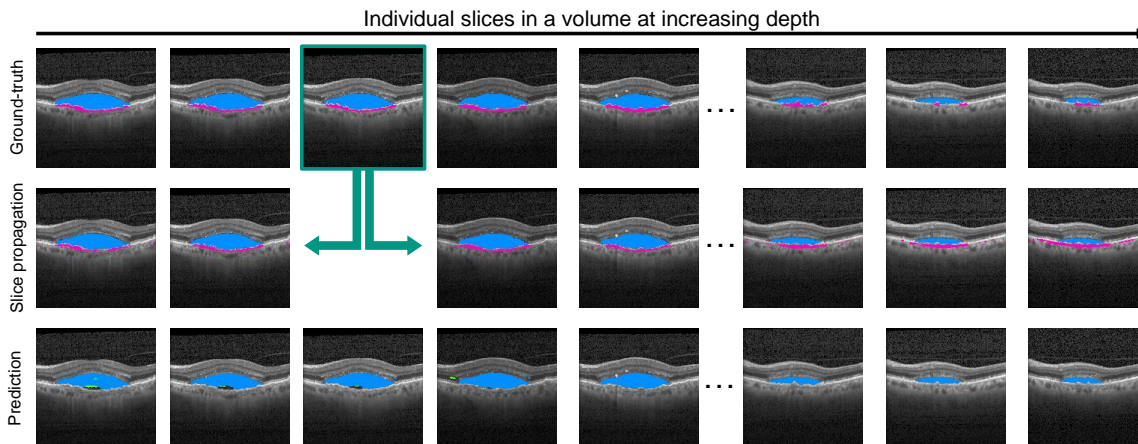 Individual slices in a volume at increasing depth
Ground-truth
...
Slice propagation
...
Prediction
...